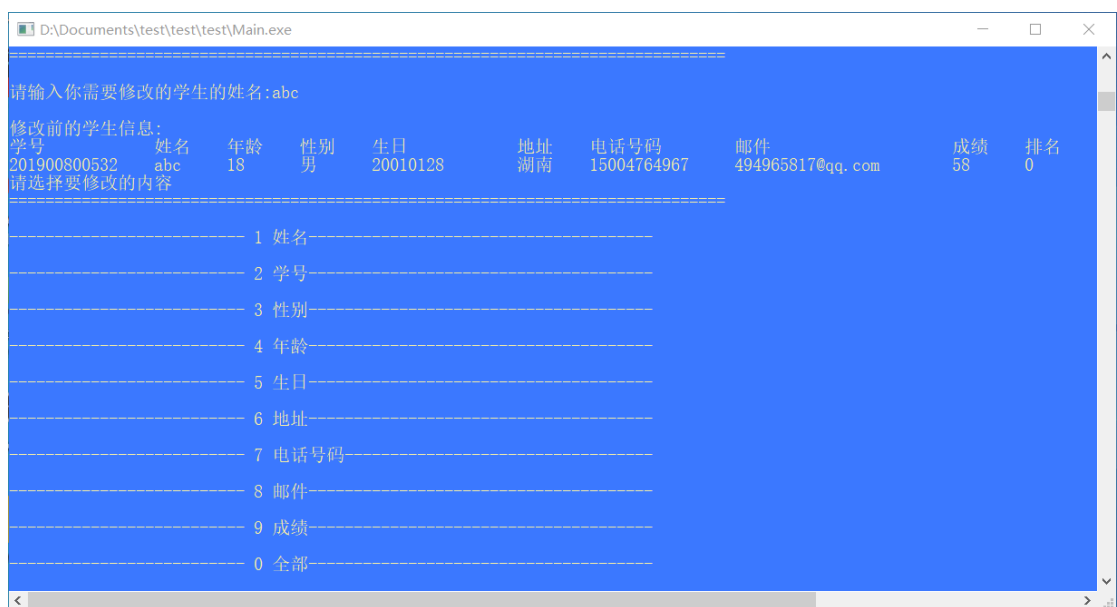 D:\Documents\test\test\test\Main.exe
===============================================================================
请输入你需要修改的学生的姓名:abc
修改前的学生信息:
学号 姓名 年龄 性别 生日 地址 电话号码 邮件 成绩 排名
201900800532 abc 18 男 20010128 湖南 15004764967 494965817@qq.com 58 0
请选择要修改的内容
===============================================================================
-------------------------- 1 姓名--------------------------------------
-------------------------- 2 学号--------------------------------------
-------------------------- 3 性别--------------------------------------
-------------------------- 4 年龄--------------------------------------
-------------------------- 5 生日--------------------------------------
-------------------------- 6 地址--------------------------------------
-------------------------- 7 电话号码----------------------------------
-------------------------- 8 邮件--------------------------------------
-------------------------- 9 成绩--------------------------------------
-------------------------- 0 全部--------------------------------------